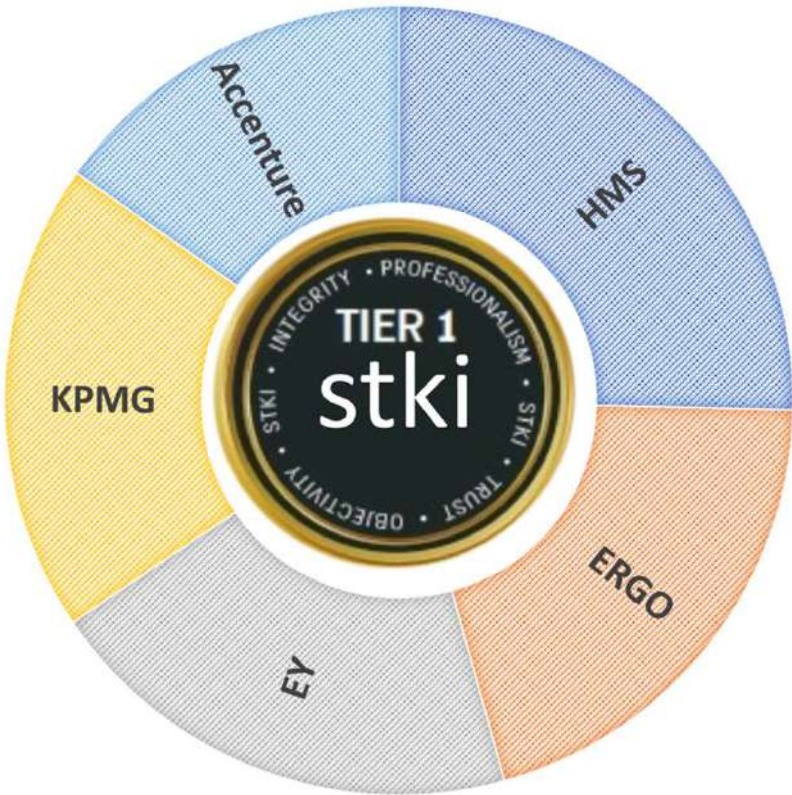 Accenture
HMS
KPMG
ERGO
EY
STKI • INTEGRITY • PROFESSIONALISM • STKI • TRUST • OBJECTIVITY •
TIER 1
stki